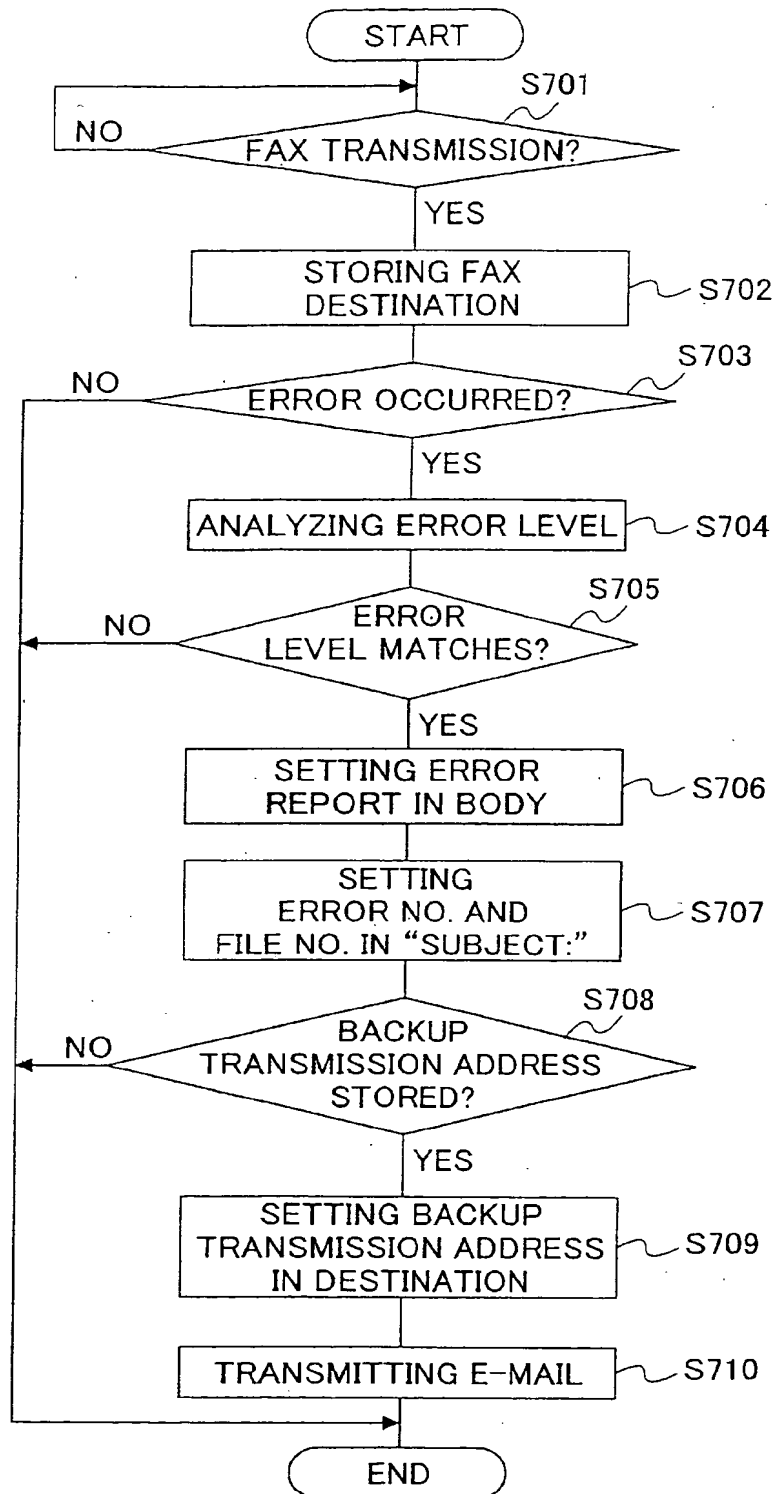 START
S701
NO
FAX TRANSMISSION?
YES
STORING FAX
DESTINATION
S702
S703
NO
ERROR OCCURRED?
YES
ANALYZING ERROR LEVEL
S704
S705
NO
ERROR
LEVEL MATCHES?
YES
SETTING ERROR
REPORT IN BODY
S706
SETTING
ERROR NO. AND
FILE NO. IN “SUBJECT:”
S707
S708
NO
BACKUP
TRANSMISSION ADDRESS
STORED?
YES
SETTING BACKUP
TRANSMISSION ADDRESS
IN DESTINATION
S709
TRANSMITTING E-MAIL
S710
END